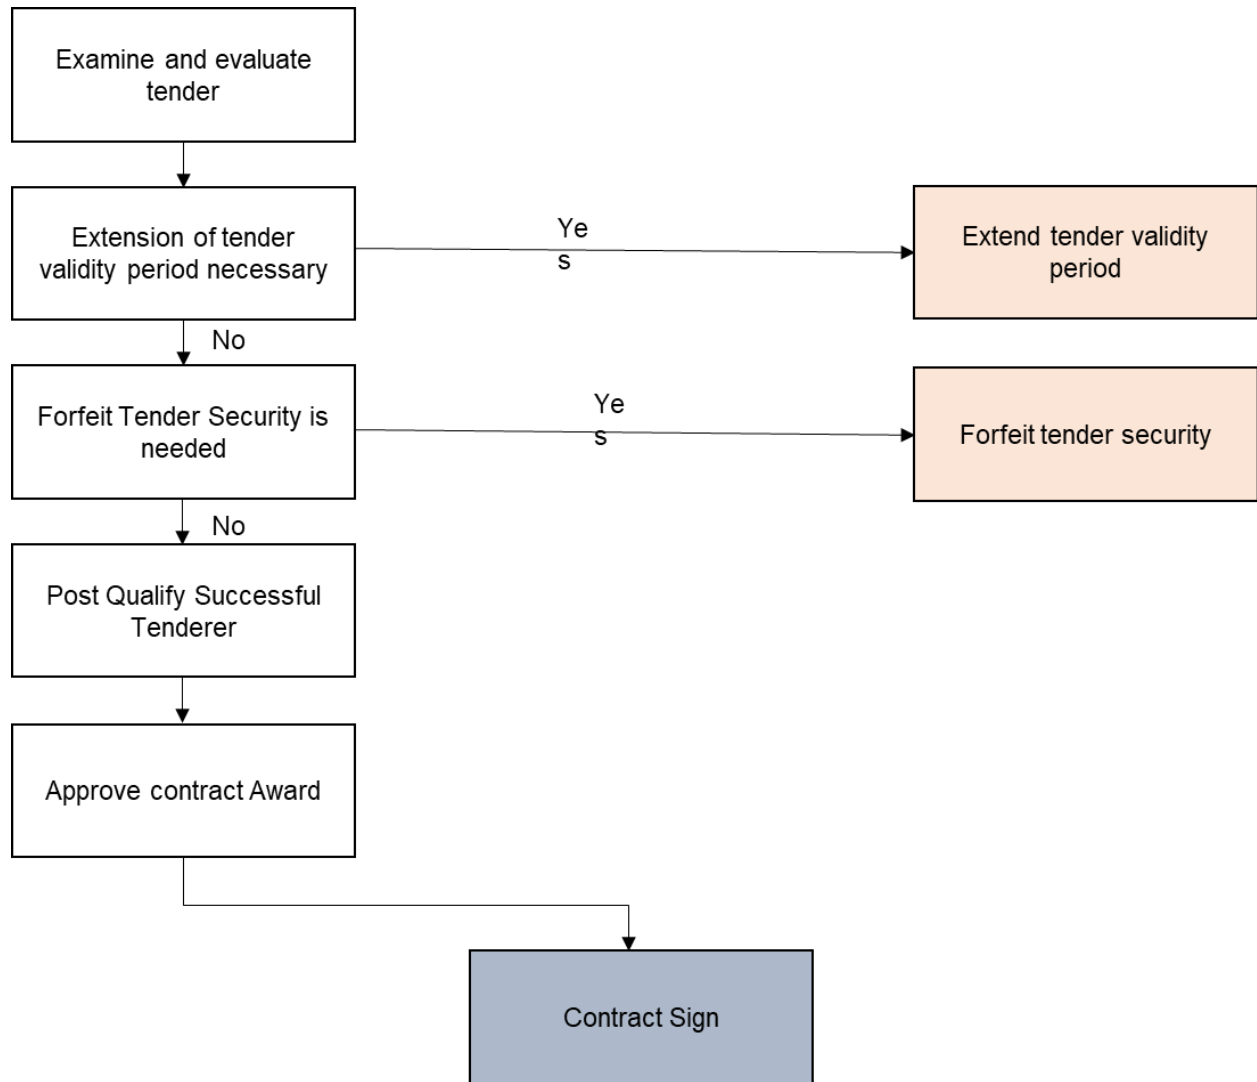 Examine and evaluate
tender
Extension of tender
validity period necessary
Ye
s
Extend tender validity
period
No
Forfeit Tender Security is
needed
Ye
s
Forfeit tender security
No
Post Qualify Successful
Tenderer
Approve contract Award
Contract Sign